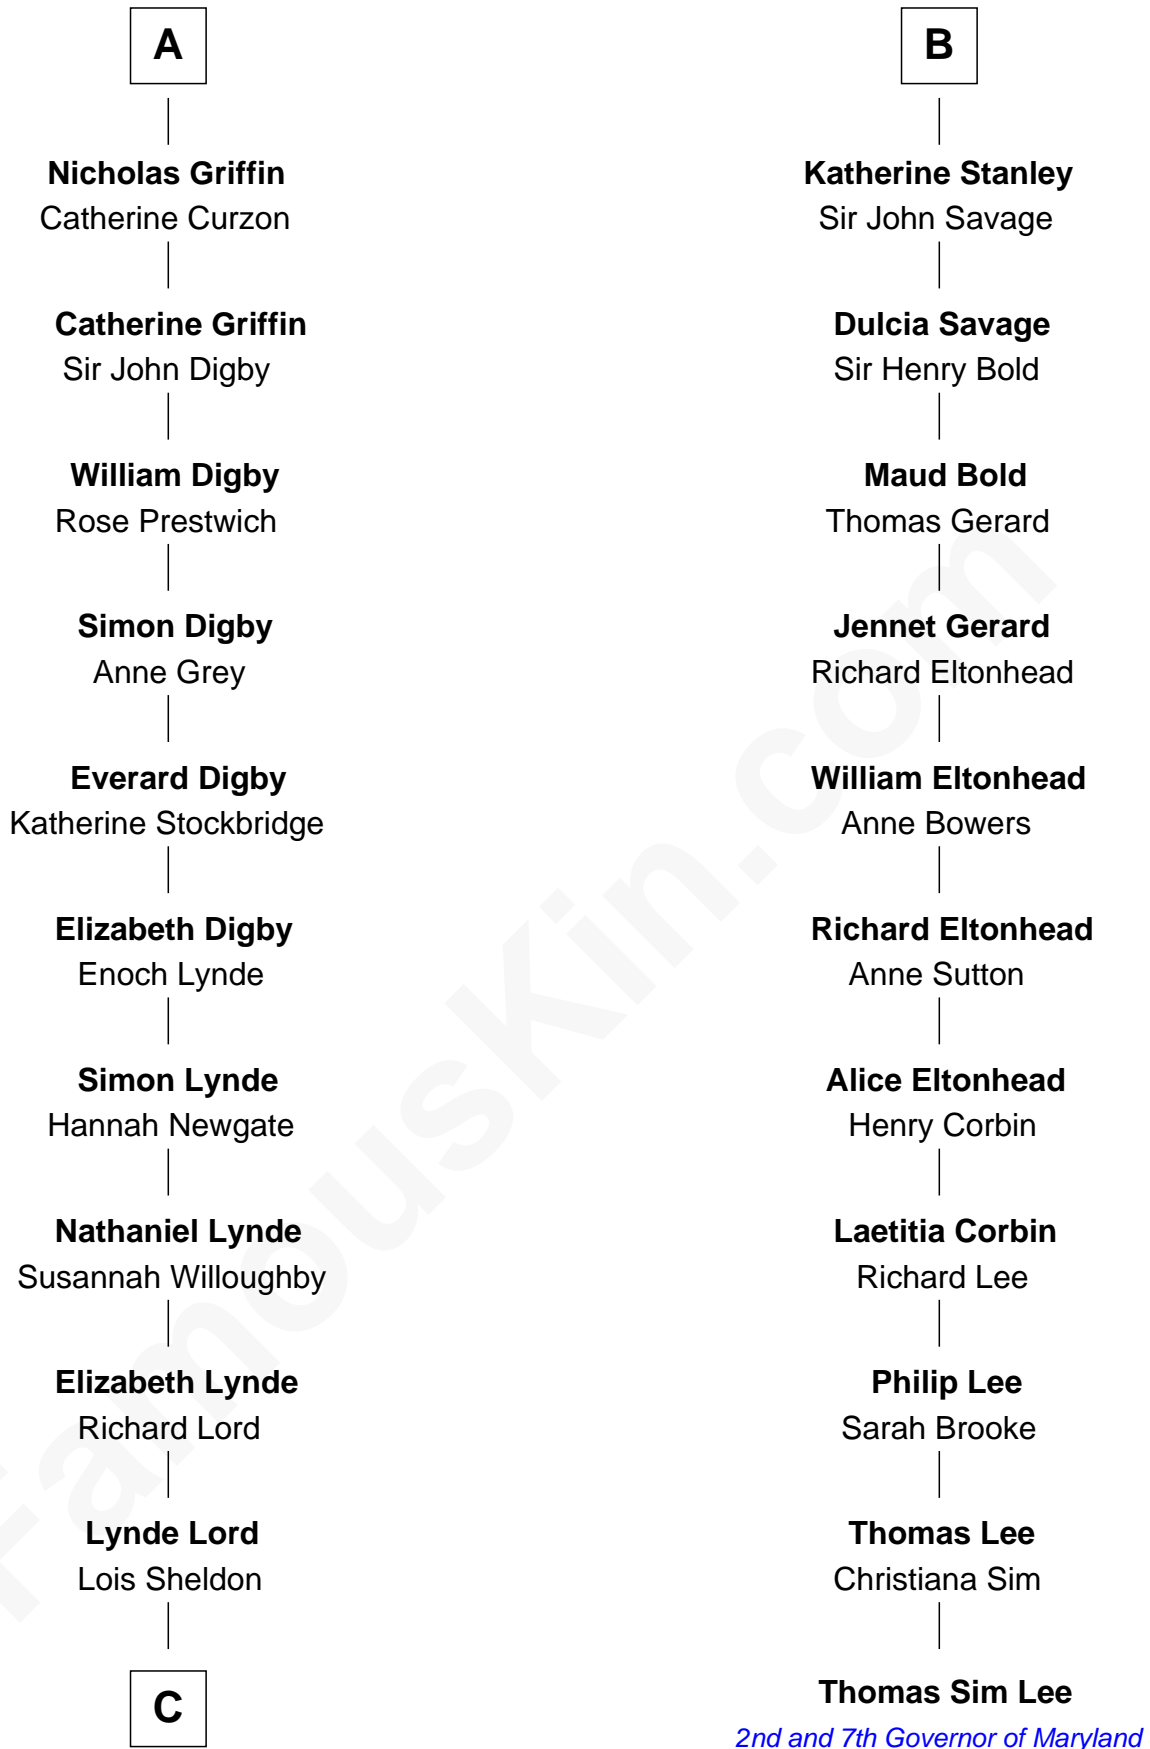 A
Nicholas Griffin
Catherine Curzon
Catherine Griffin
Sir John Digby
William Digby
Rose Prestwich
Simon Digby
Anne Grey
Everard Digby
Katherine Stockbridge
Elizabeth Digby
Enoch Lynde
Simon Lynde
Hannah Newgate
Nathaniel Lynde
Susannah Willoughby
Elizabeth Lynde
Richard Lord
Lynde Lord
Lois Sheldon
C
B
Katherine Stanley
Sir John Savage
Dulcia Savage
Sir Henry Bold
Maud Bold
Thomas Gerard
Jennet Gerard
Richard Eltonhead
William Eltonhead
Anne Bowers
Richard Eltonhead
Anne Sutton
Alice Eltonhead
Henry Corbin
Laetitia Corbin
Richard Lee
Philip Lee
Sarah Brooke
Thomas Lee
Christiana Sim
Thomas Sim Lee
2nd and 7th Governor of Maryland
FamousKin.com